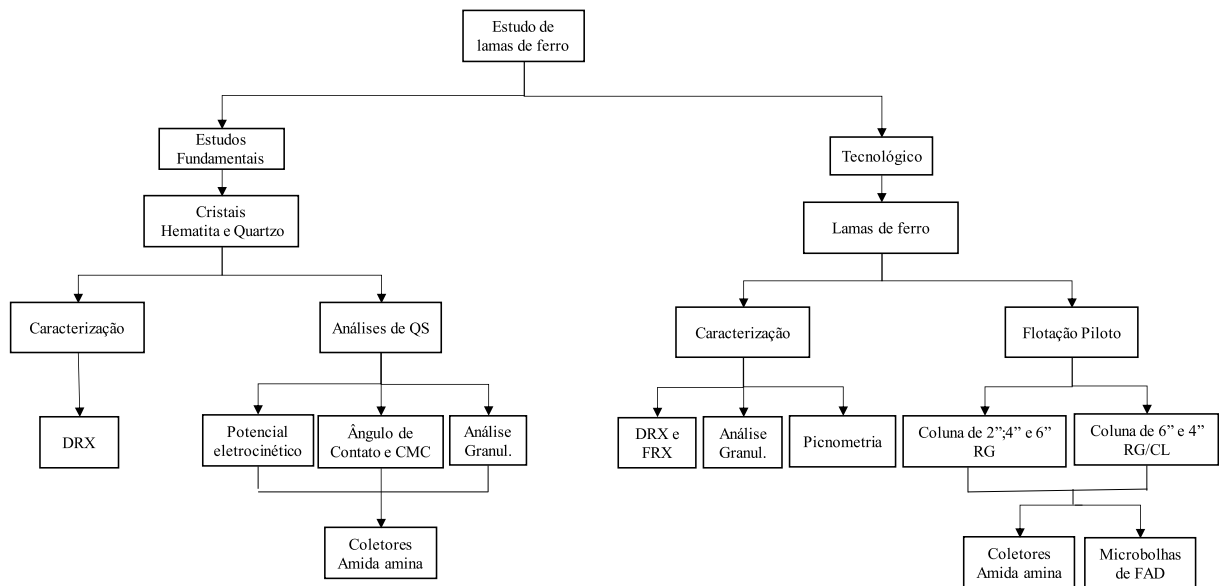 Estudo de
lamas de ferro
Estudos
Fundamentais
Tecnológico
Cristais
Hematita e Quartzo
Lamas de ferro
Caracterização
Análises de QS
Caracterização
Flotação Piloto
DRX
Potencial
eletrocinético
Ângulo de
Contato e CMC
Análise
Granul.
DRX e
FRX
Análise
Granul.
Picnometria
Coluna de 2”;4” e 6”
RG
Coluna de 6” e 4”
RG/CL
Coletores
Amida amina
Coletores
Amida amina
Microbolhas
de FAD